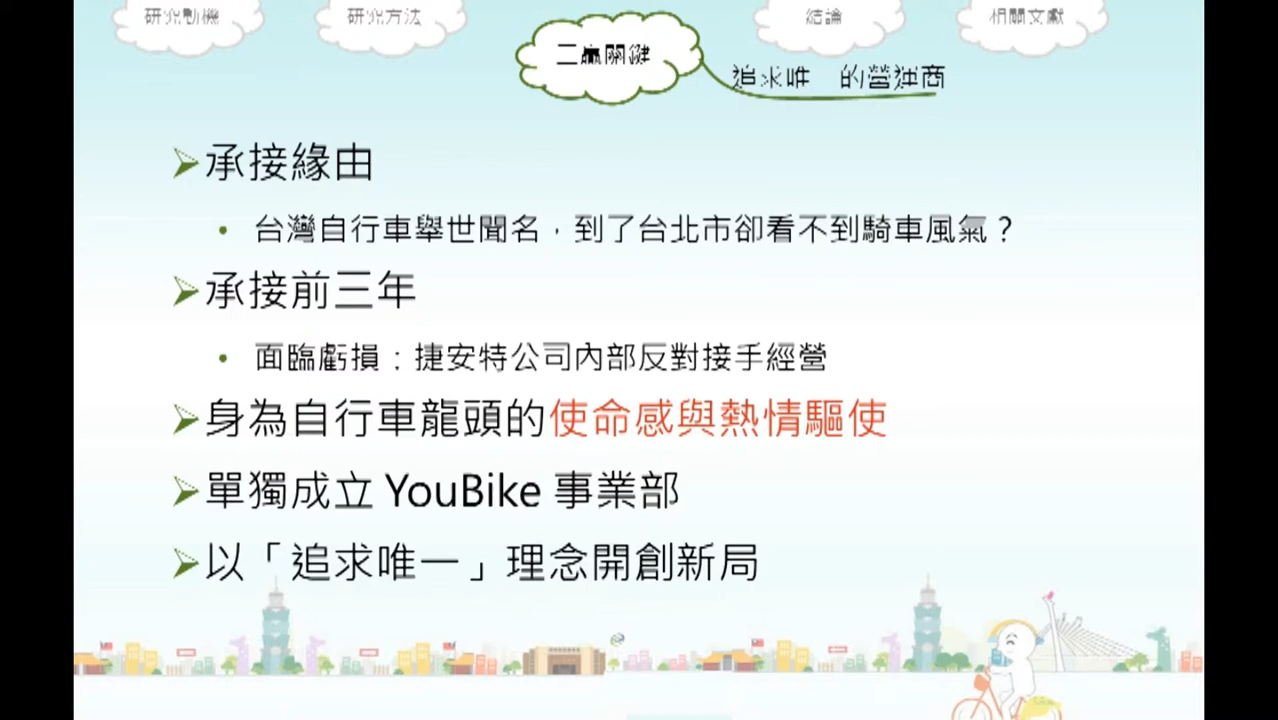 研究動機
研究方法
三贏關鍵
結論
相關文獻
追求唯一的營運商
承接緣由
台灣自行車舉世聞名，到了台北市卻看不到騎車風氣？
承接前三年
面臨虧損：捷安特公司內部反對接手經營
身為自行車龍頭的使命感與熱情驅使
單獨成立 YouBike 事業部
以「追求唯一」理念開創新局